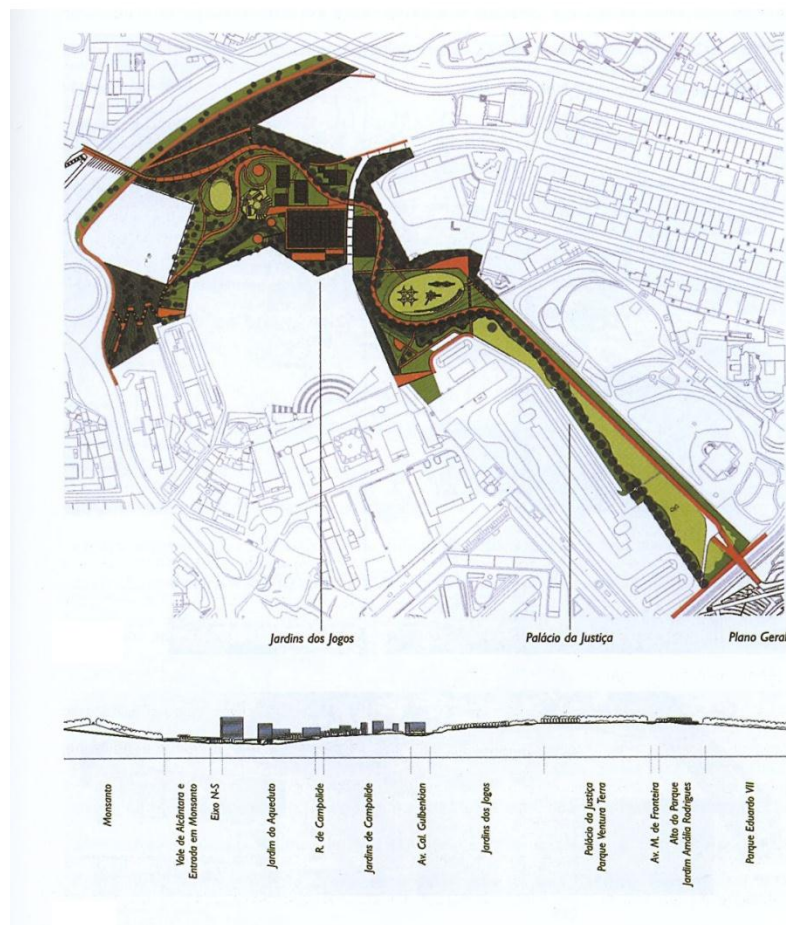 Jardins dos Jogos
Palácio da Justiça
Plano Geral
Monsanto
Vale de Alcântara e
Entrada em Monsanto
Eixo N-S
Jardim do Aqueduto
R. de Campolide
Jardins de Campolide
Av. Cal. Gulbenkian
Jardins dos Jogos
Palácio da Justiça
Parque Ventura Terra
Av. M. de Fronteira
Alto do Parque
Jardim Amália Rodrigues
Parque Eduardo VII